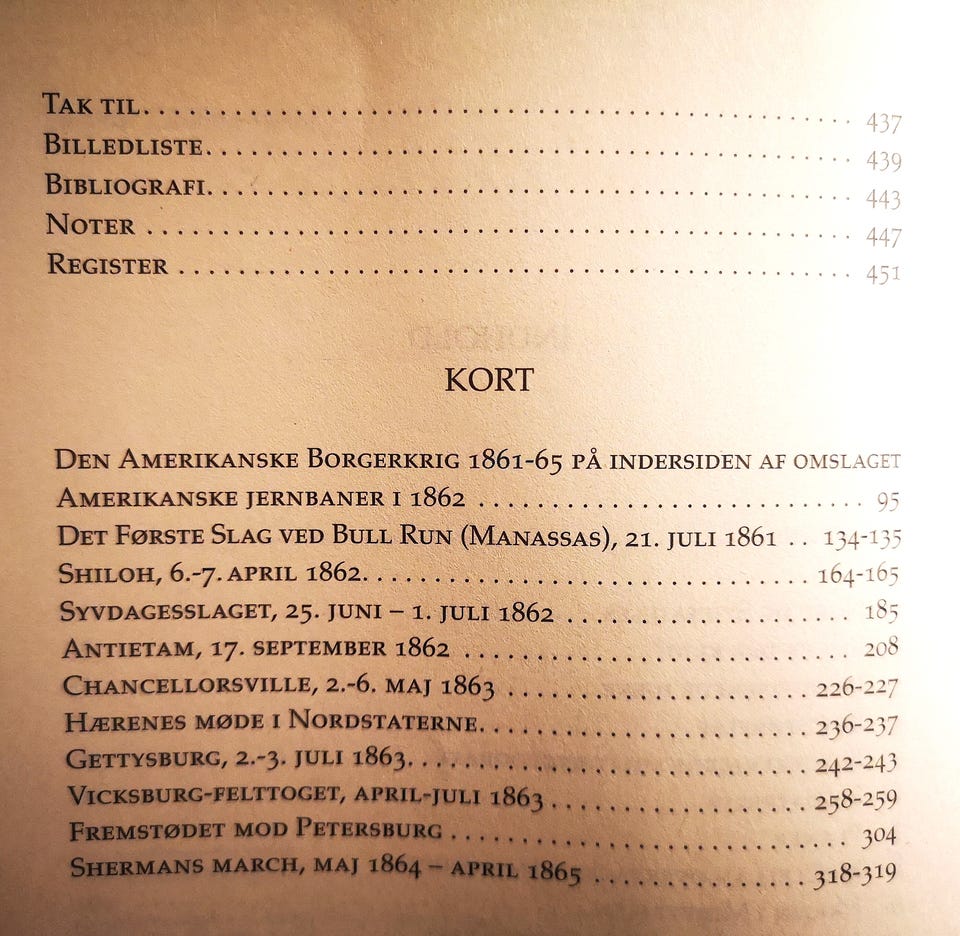 Tak til. . . . . . . . . . . . . . . . . . . . . . . . . . . . . . . . . . . . . . . . . . . . . . 437
Billedliste. . . . . . . . . . . . . . . . . . . . . . . . . . . . . . . . . . . . . . . . . . 439
Bibliografi. . . . . . . . . . . . . . . . . . . . . . . . . . . . . . . . . . . . . . . . . . 443
Noter . . . . . . . . . . . . . . . . . . . . . . . . . . . . . . . . . . . . . . . . . . . . . . 447
Register . . . . . . . . . . . . . . . . . . . . . . . . . . . . . . . . . . . . . . . . . . . . 451
INDHOLD
KORT
Den Amerikanske Borgerkrig 1861-65 på indersiden af omslaget
Amerikanske jernbaner i 1862 . . . . . . . . . . . . . . . . . . . . . . . . . 95
Det Første Slag ved Bull Run (Manassas), 21. juli 1861 . . 134-135
Shiloh, 6.-7. april 1862. . . . . . . . . . . . . . . . . . . . . . . . . . . . . 164-165
Syvdagesslaget, 25. juni – 1. juli 1862 . . . . . . . . . . . . . . . . . . . 185
Antietam, 17. september 1862 . . . . . . . . . . . . . . . . . . . . . . . . . 208
Chancellorsville, 2.-6. maj 1863 . . . . . . . . . . . . . . . . . . . . 226-227
Hærenes møde i Nordstaterne. . . . . . . . . . . . . . . . . . . . . . 236-237
Gettysburg, 2.-3. juli 1863. . . . . . . . . . . . . . . . . . . . . . . . . . 242-243
Vicksburg-felttoget, april-juli 1863 . . . . . . . . . . . . . . . . . 258-259
Fremstødet mod Petersburg . . . . . . . . . . . . . . . . . . . . . . . . . . 304
Shermans march, maj 1864 – april 1865 . . . . . . . . . . . . . . 318-319